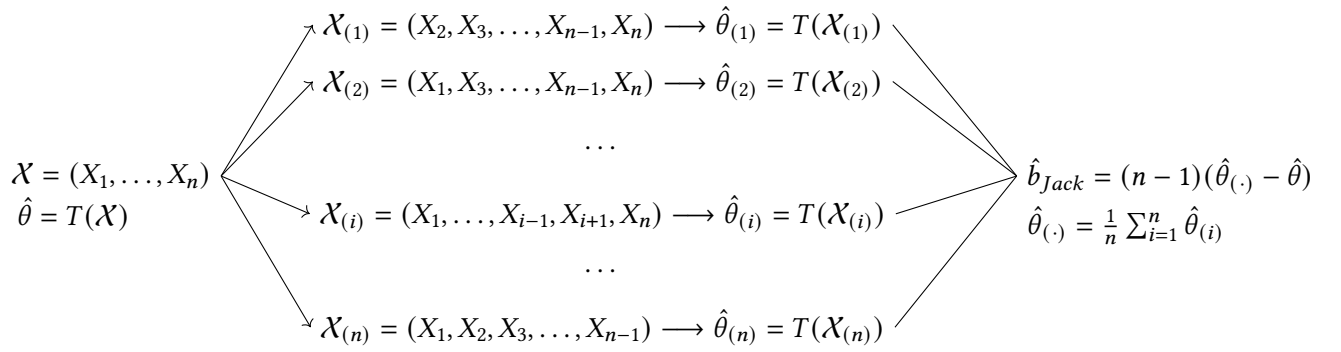 𝒳₍₁₎ = (X₂, X₃, . . . , Xₙ₋₁, Xₙ) ⟶ θ̂₍₁₎ = T(𝒳₍₁₎)
𝒳₍₂₎ = (X₁, X₃, . . . , Xₙ₋₁, Xₙ) ⟶ θ̂₍₂₎ = T(𝒳₍₂₎)
. . .
𝒳 = (X₁, . . . , Xₙ)
θ̂ = T(𝒳)
𝒳₍ᵢ₎ = (X₁, . . . , Xᵢ₋₁, Xᵢ₊₁, Xₙ) ⟶ θ̂₍ᵢ₎ = T(𝒳₍ᵢ₎)
. . .
𝒳₍ₙ₎ = (X₁, X₂, X₃, . . . , Xₙ₋₁) ⟶ θ̂₍ₙ₎ = T(𝒳₍ₙ₎)
b̂_Jack = (n − 1)(θ̂₍.₎ − θ̂)
θ̂₍.₎ = 1/n ∑ⁿᵢ₌₁ θ̂₍ᵢ₎